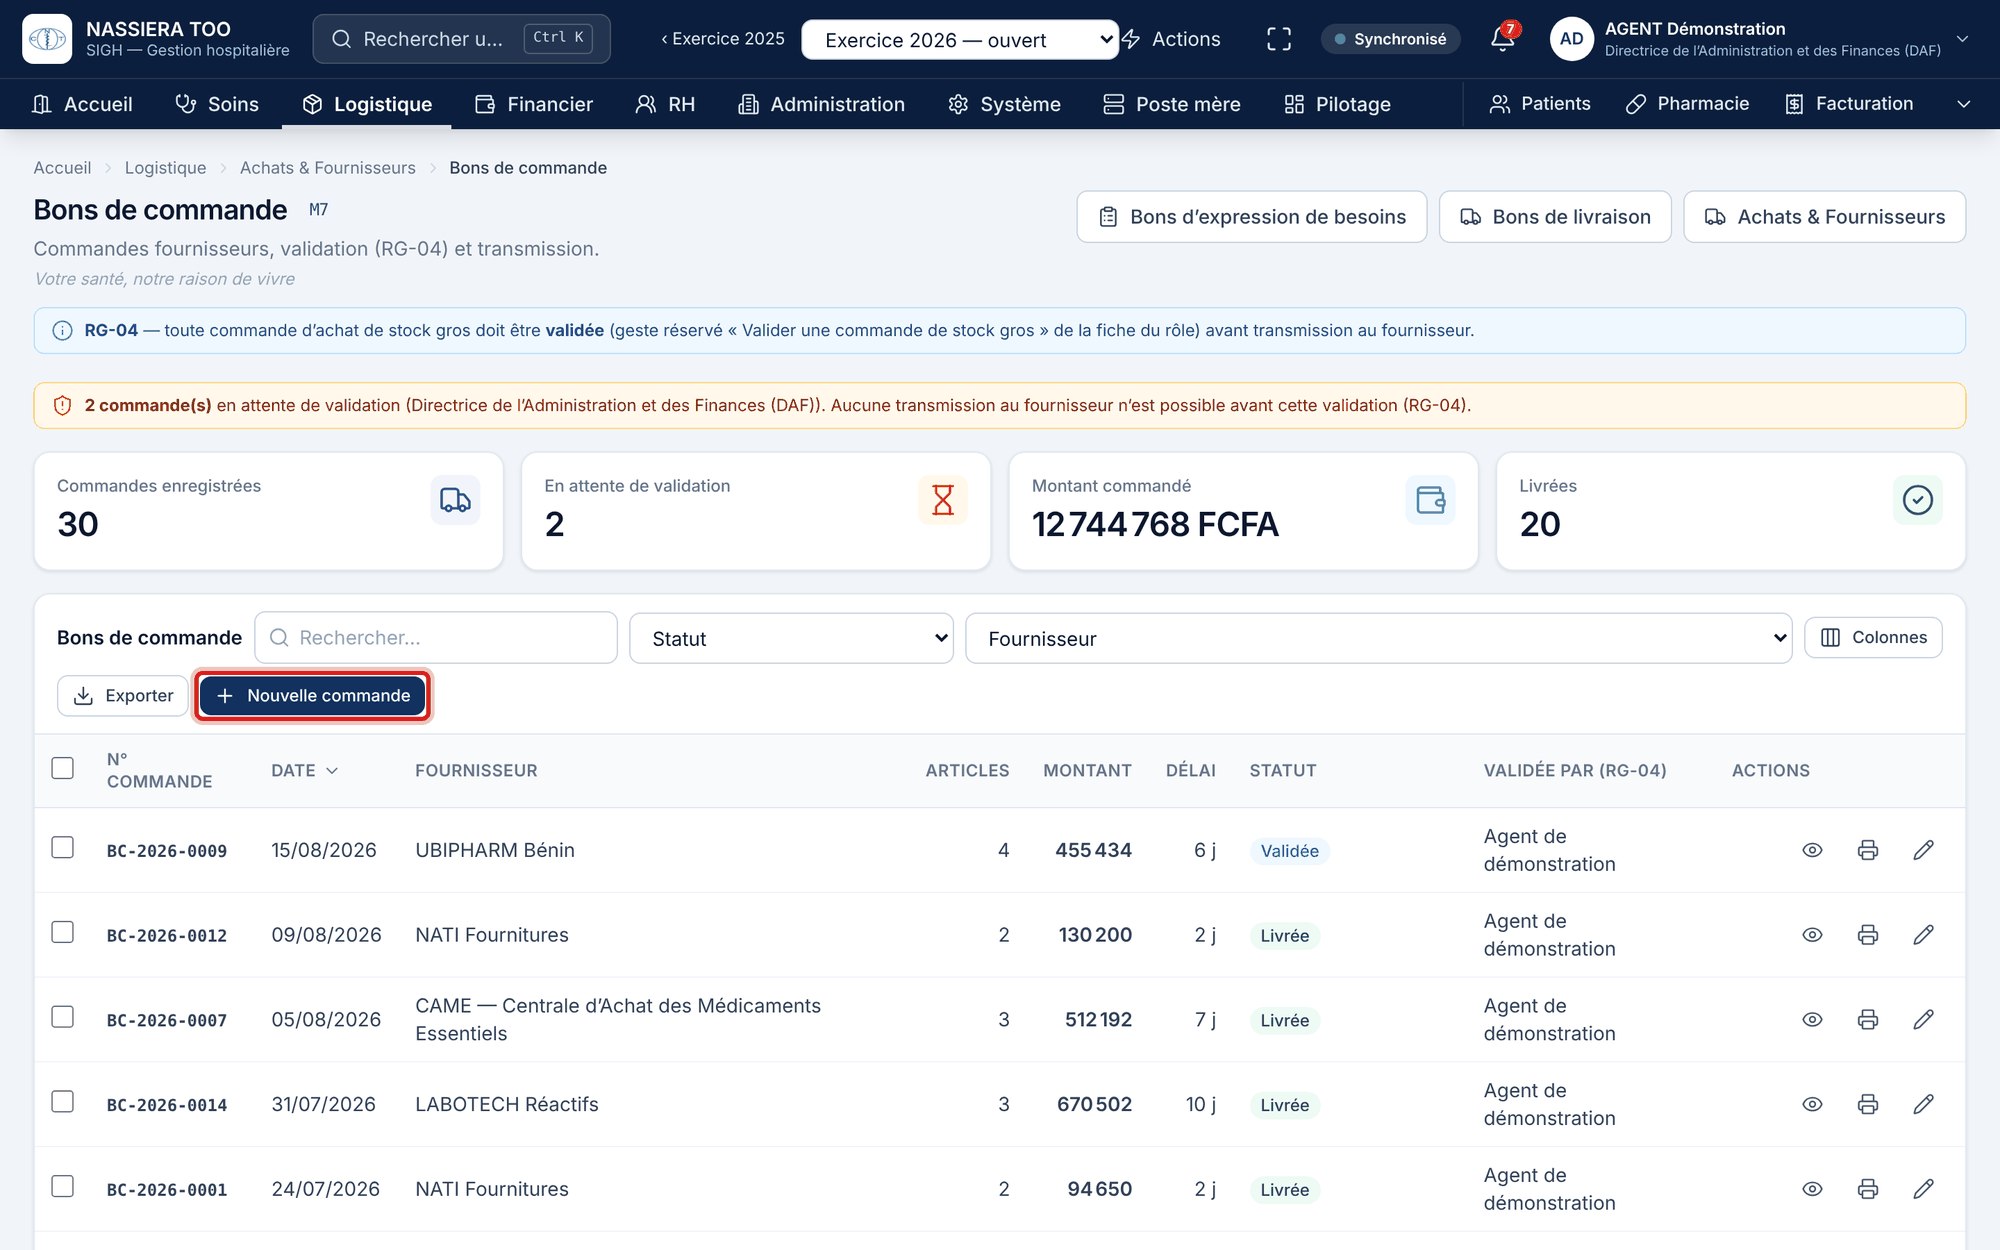 NASSIERA TOO
SIGH — Gestion hospitalière
Rechercher u... Ctrl K
‹ Exercice 2025
Exercice 2026 — ouvert
Actions
Synchronisé
7
AD
AGENT Démonstration
Directrice de l’Administration et des Finances (DAF)
Accueil Soins Logistique Financier RH Administration Système Poste mère Pilotage Patients Pharmacie Facturation
Accueil > Logistique > Achats & Fournisseurs > Bons de commande
Bons de commande M7
Commandes fournisseurs, validation (RG-04) et transmission.
Votre santé, notre raison de vivre
Bons d’expression de besoins Bons de livraison Achats & Fournisseurs
RG-04 — toute commande d’achat de stock gros doit être validée (geste réservé « Valider une commande de stock gros » de la fiche du rôle) avant transmission au fournisseur.
2 commande(s) en attente de validation (Directrice de l’Administration et des Finances (DAF)). Aucune transmission au fournisseur n’est possible avant cette validation (RG-04).
Commandes enregistrées
30
En attente de validation
2
Montant commandé
12 744 768 FCFA
Livrées
20
Bons de commande Rechercher... Statut Fournisseur Colonnes
Exporter + Nouvelle commande
N° COMMANDE DATE FOURNISSEUR ARTICLES MONTANT DÉLAI STATUT VALIDÉE PAR (RG-04) ACTIONS
BC-2026-0009 15/08/2026 UBIPHARM Bénin 4 455 434 6 j Validée Agent de démonstration
BC-2026-0012 09/08/2026 NATI Fournitures 2 130 200 2 j Livrée Agent de démonstration
BC-2026-0007 05/08/2026 CAME — Centrale d’Achat des Médicaments Essentiels 3 512 192 7 j Livrée Agent de démonstration
BC-2026-0014 31/07/2026 LABOTECH Réactifs 3 670 502 10 j Livrée Agent de démonstration
BC-2026-0001 24/07/2026 NATI Fournitures 2 94 650 2 j Livrée Agent de démonstration